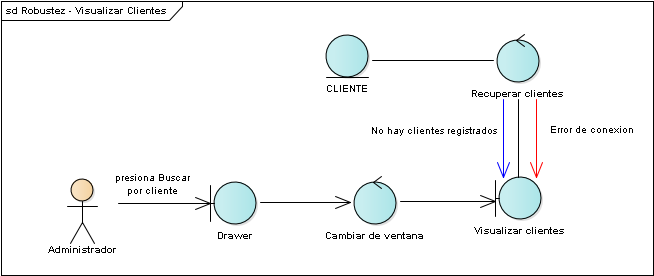 sd Robustez - Visualizar Clientes
CLIENTE
Recuperar clientes
No hay clientes registrados
Error de conexion
presiona Buscar
por cliente
Administrador
Drawer
Cambiar de ventana
Visualizar clientes